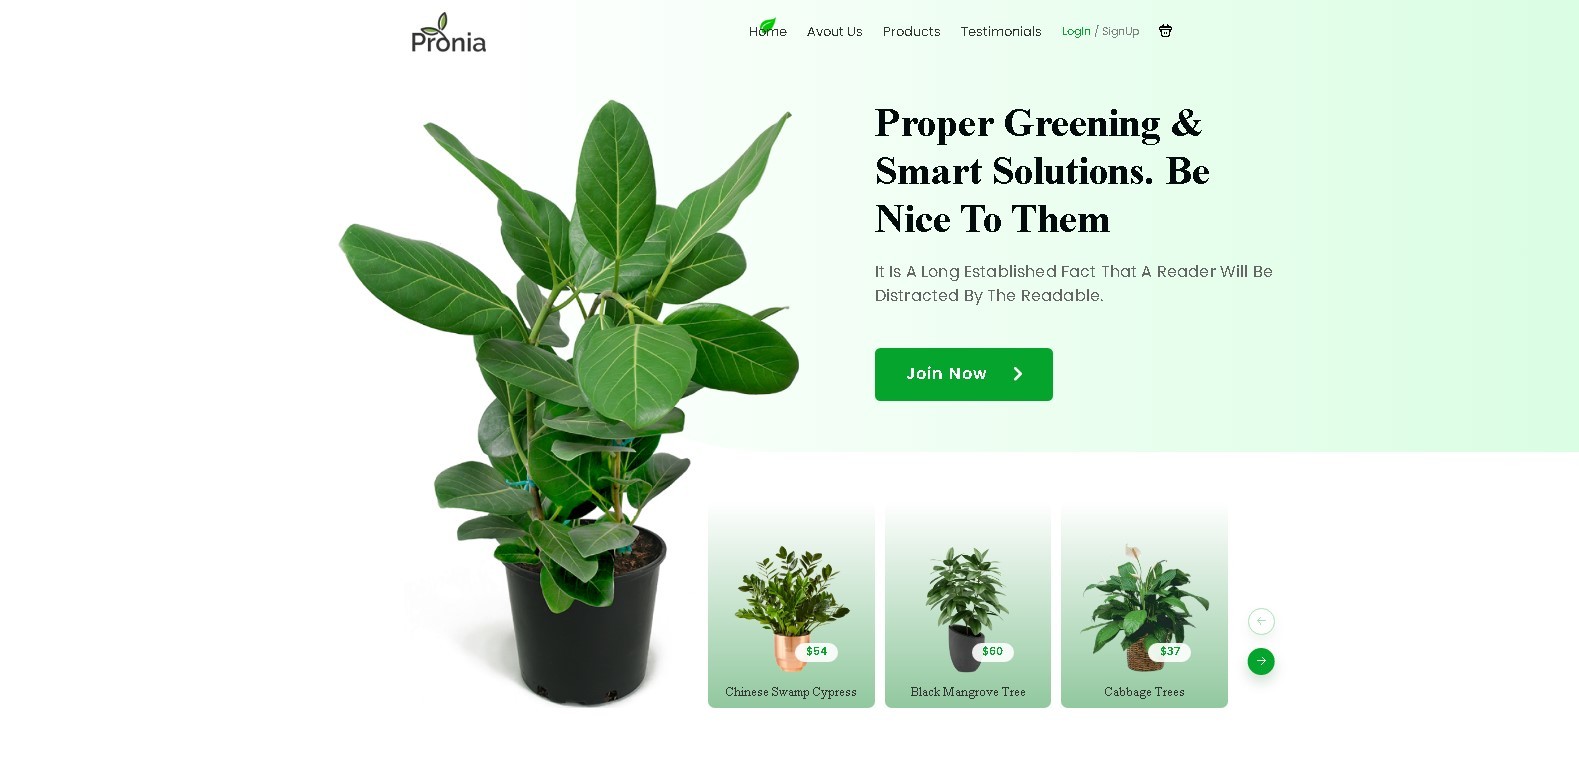 Pronia
Home
Avout Us
Products
Testimonials
LogIn / SignUp
Proper Greening &
Smart Solutions. Be
Nice To Them
It Is A Long Established Fact That A Reader Will Be
Distracted By The Readable.
Join Now
$54
Chinese Swamp Cypress
$60
Black Mangrove Tree
$37
Cabbage Trees